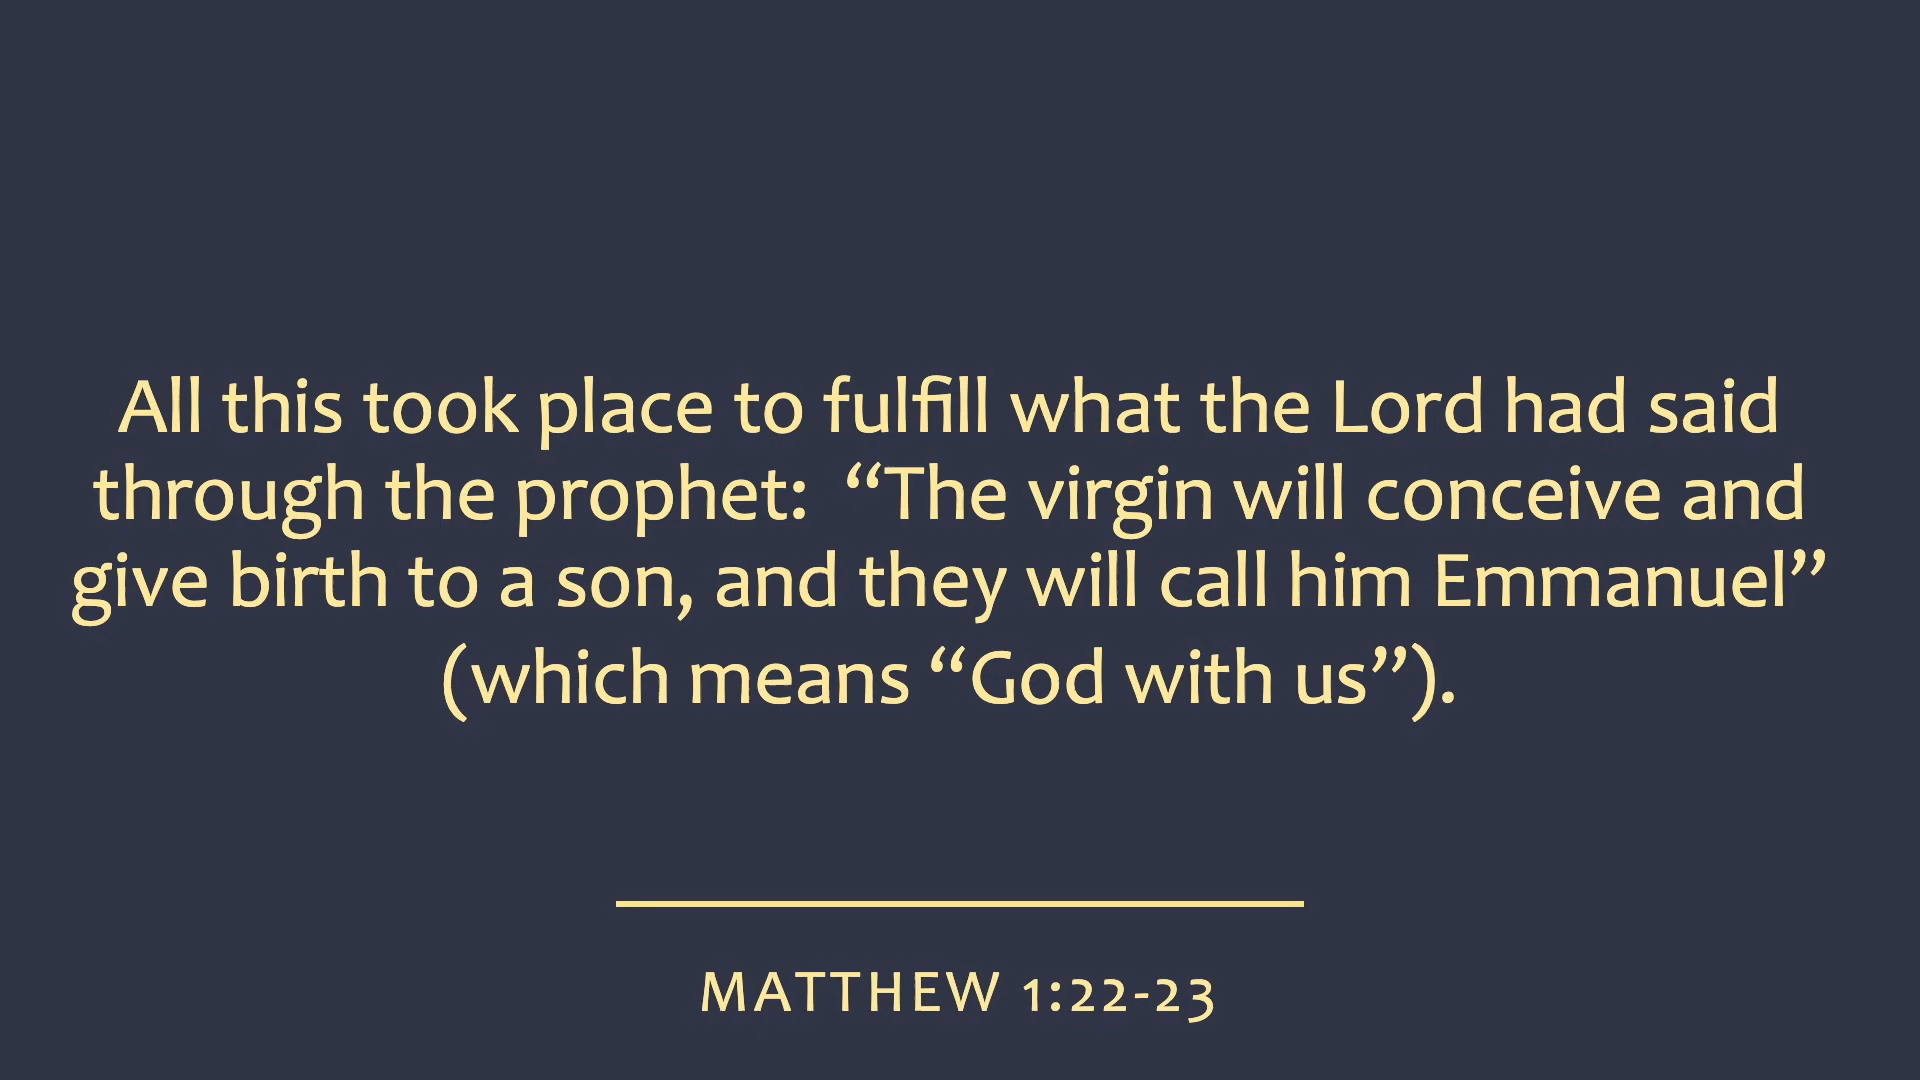 All this took place to fulfill what the Lord had said
through the prophet:  “The virgin will conceive and
give birth to a son, and they will call him Emmanuel”
(which means “God with us”).
MATTHEW 1:22-23